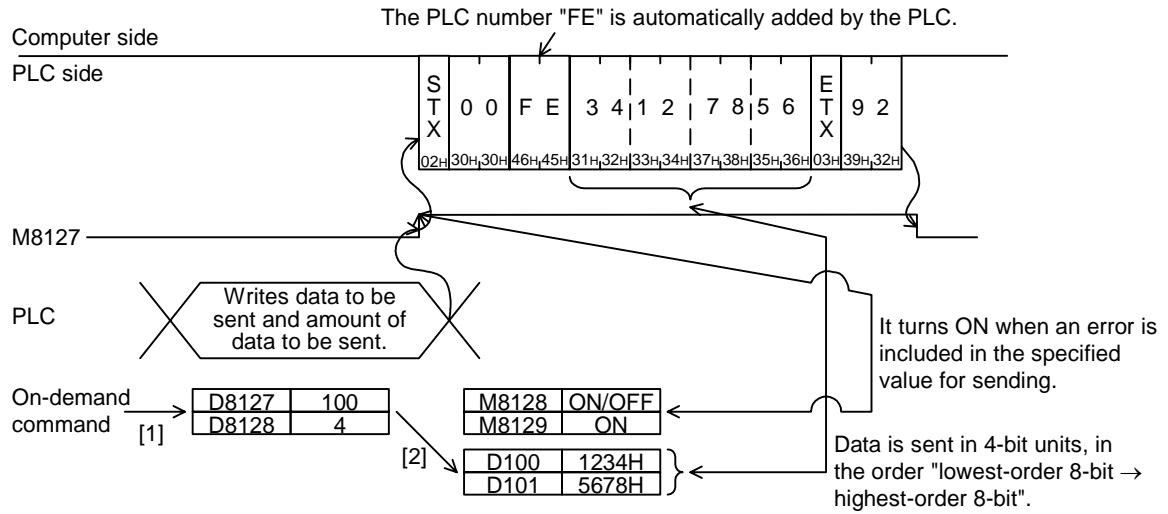 The PLC number "FE" is automatically added by the PLC.
Computer side
PLC side
STX 0 0 F E 3 4 1 2 7 8 5 6 ETX 9 2
02H 30H 30H 46H 45H 31H 32H 33H 34H 37H 38H 35H 36H 03H 39H 32H
M8127
PLC
Writes data to be
sent and amount of
data to be sent.
It turns ON when an error is
included in the specified
value for sending.
On-demand
command
[1]
D8127 100
D8128 4
[2]
M8128 ON/OFF
M8129 ON
D100 1234H
D101 5678H
Data is sent in 4-bit units, in
the order "lowest-order 8-bit →
highest-order 8-bit".